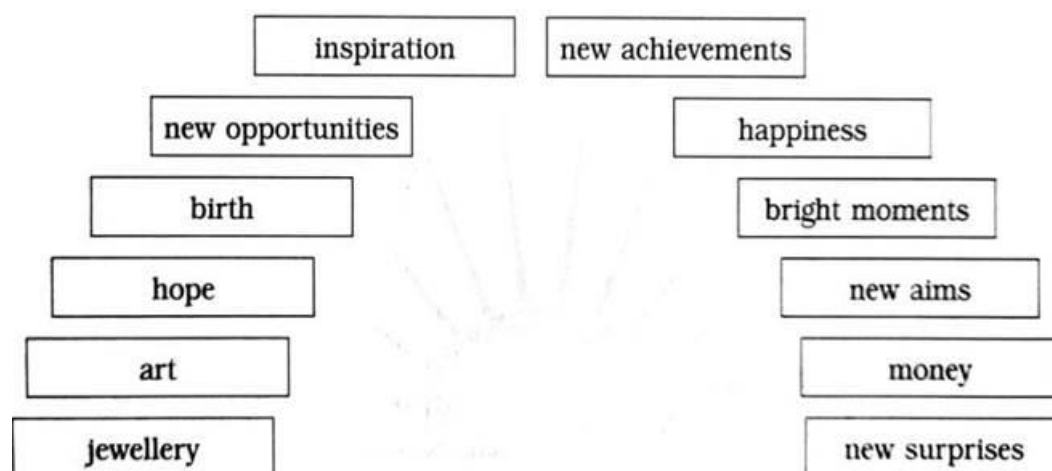 inspiration
new achievements
new opportunities
happiness
birth
bright moments
hope
new aims
art
money
jewellery
new surprises